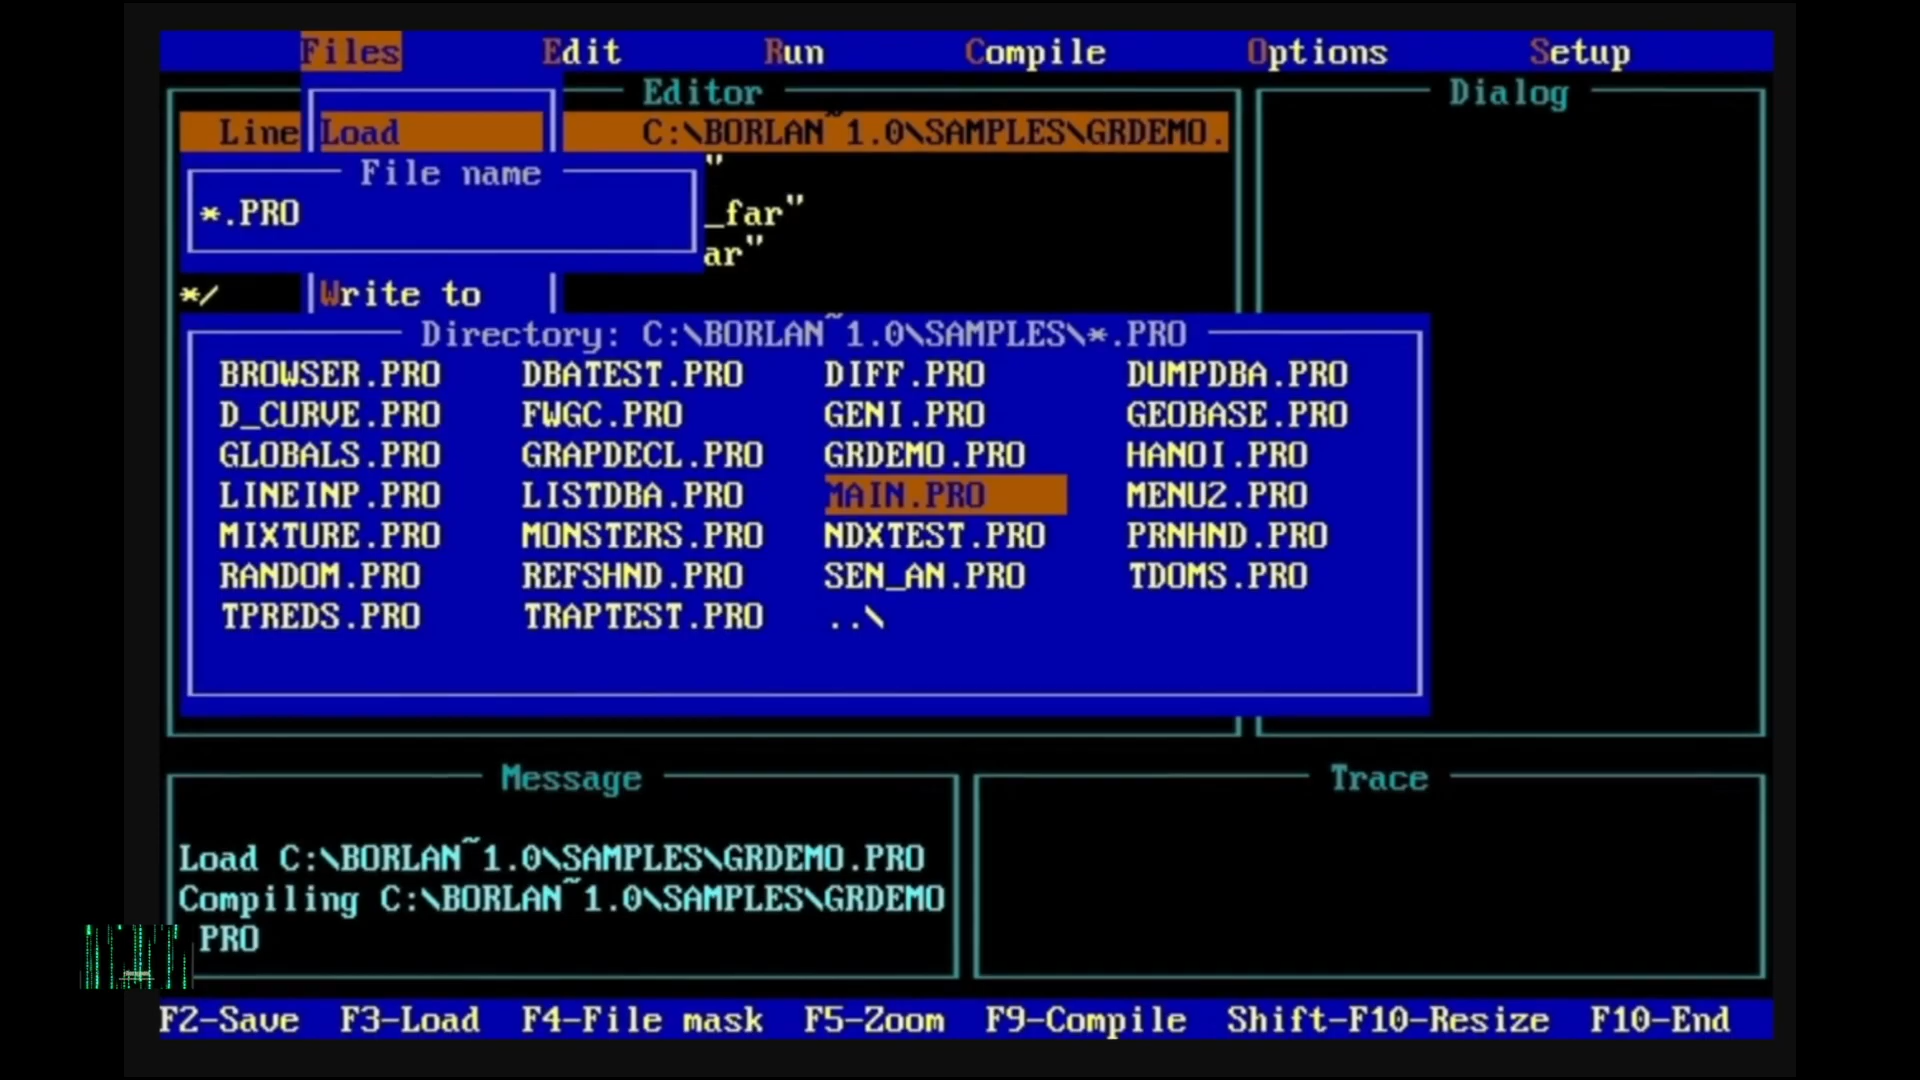 Files Edit Run Compile Options Setup
Editor Dialog
Line Load C:\BORLAN~1.0\SAMPLES\GRDEMO.
File name "
*.PRO _far"
ar"
*/ Write to
Directory: C:\BORLAN~1.0\SAMPLES\*.PRO
BROWSER.PRO DBATEST.PRO DIFF.PRO DUMPDBA.PRO
D_CURVE.PRO FWGC.PRO GENI.PRO GEOBASE.PRO
GLOBALS.PRO GRAPDECL.PRO GRDEMO.PRO HANOI.PRO
LINEINP.PRO LISTDBA.PRO MAIN.PRO MENU2.PRO
MIXTURE.PRO MONSTERS.PRO NDXTEST.PRO PRNHND.PRO
RANDOM.PRO REFSHND.PRO SEN_AN.PRO TDOMS.PRO
TPREDS.PRO TRAPTEST.PRO ..\
Message Trace
Load C:\BORLAN~1.0\SAMPLES\GRDEMO.PRO
Compiling C:\BORLAN~1.0\SAMPLES\GRDEMO
PRO
F2-Save F3-Load F4-File mask F5-Zoom F9-Compile Shift-F10-Resize F10-End